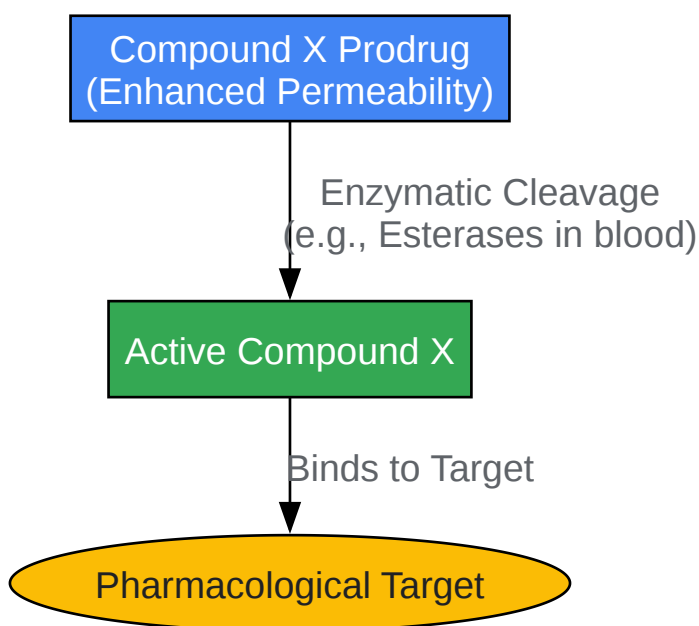 Compound X Prodrug
(Enhanced Permeability)
Enzymatic Cleavage
(e.g., Esterases in blood)
Active Compound X
Binds to Target
Pharmacological Target